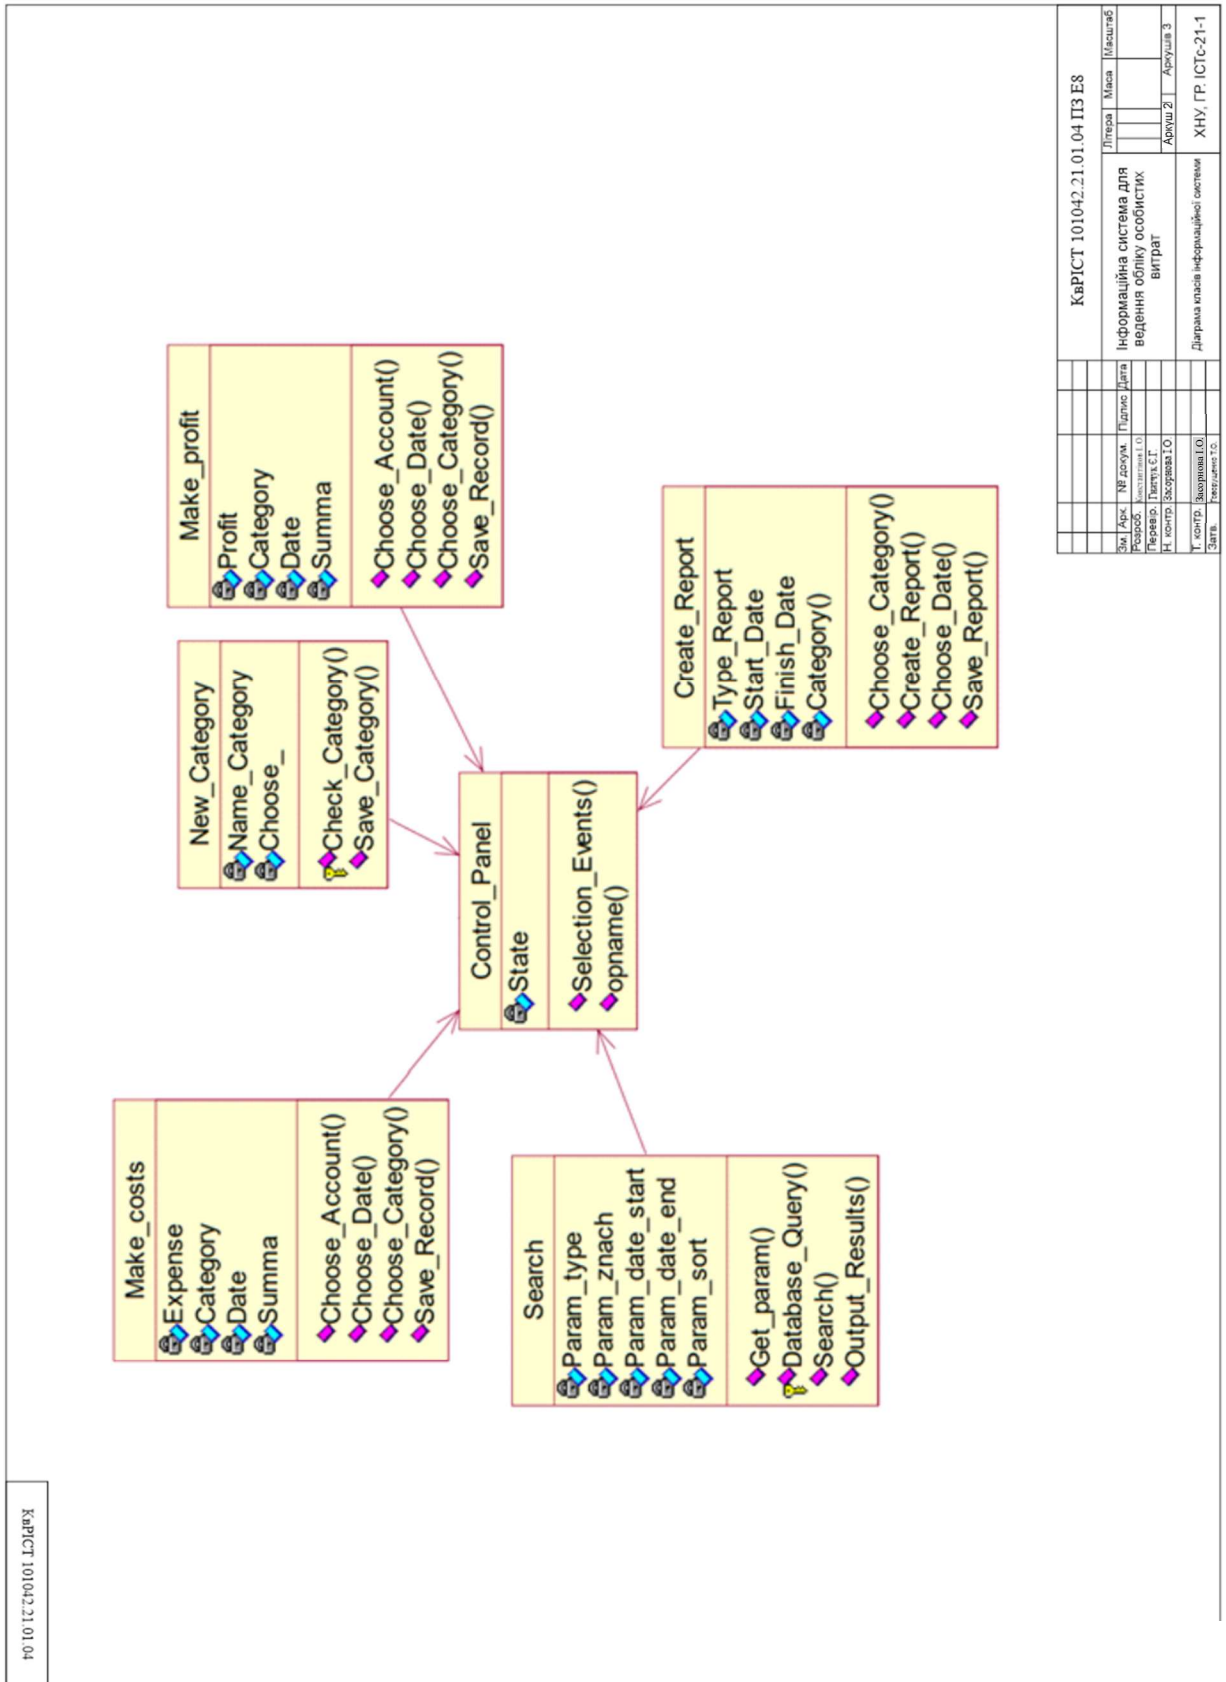 КвРІСТ 101042.21.01.04
Make_costs
Expense
Category
Date
Summa
Choose_Account()
Choose_Date()
Choose_Category()
Save_Record()
New_Category
Name_Category
Choose_
Check_Category()
Save_Category()
Make_profit
Profit
Category
Date
Summa
Choose_Account()
Choose_Date()
Choose_Category()
Save_Record()
Control_Panel
State
Selection_Events()
opname()
Search
Param_type
Param_znach
Param_date_start
Param_date_end
Param_sort
Get_param()
Database_Query()
Search()
Output_Results()
Create_Report
Type_Report
Start_Date
Finish_Date
Category()
Choose_Category()
Create_Report()
Choose_Date()
Save_Report()
КвРІСТ 101042.21.01.04 ПЗ Е8
Зм. Арк. № докум. Підпис Дата
Розроб. Константінов І.О.
Перевір. Є.Г.
Н. контр. Засорнова І.О.
Т. контр. Засорнова І.О.
Затв. Говорущенко Т.О.
Інформаційна система для
ведення обліку особистих
витрат
Літера Маса Масштаб
Аркуш 2 Аркушів 3
Діаграма класів інформаційної системи
ХНУ, ГР. ІСТс-21-1